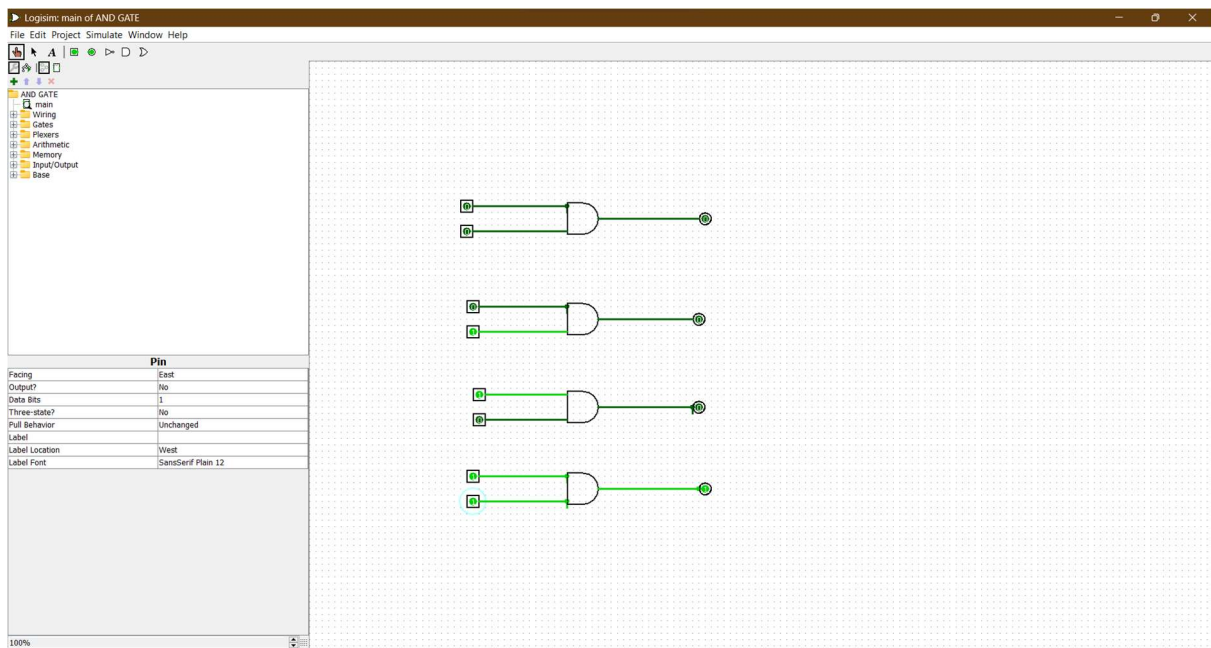 Logisim: main of AND GATE
File Edit Project Simulate Window Help
A
AND GATE
main
Wiring
Gates
Plexers
Arithmetic
Memory
Input/Output
Base
Pin
Facing East
Output? No
Data Bits 1
Three-state? No
Pull Behavior Unchanged
Label
Label Location West
Label Font SansSerif Plain 12
0
0
0
0
1
0
1
0
0
1
1
1
100%